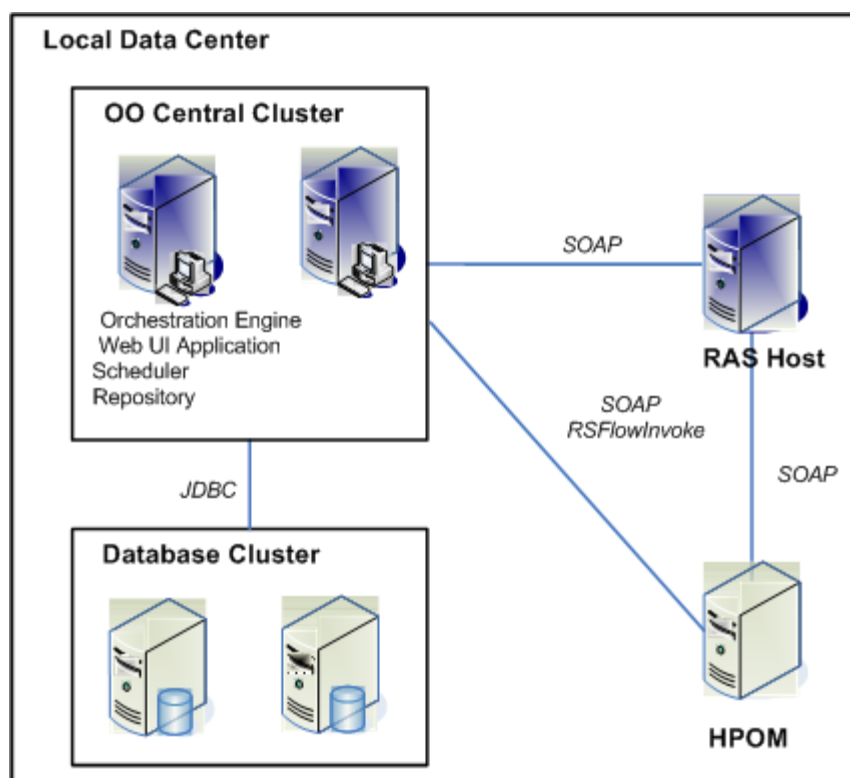 Local Data Center
OO Central Cluster
Orchestration Engine
Web UI Application
Scheduler
Repository
SOAP
RAS Host
SOAP
RSFlowInvoke
SOAP
JDBC
Database Cluster
HPOM